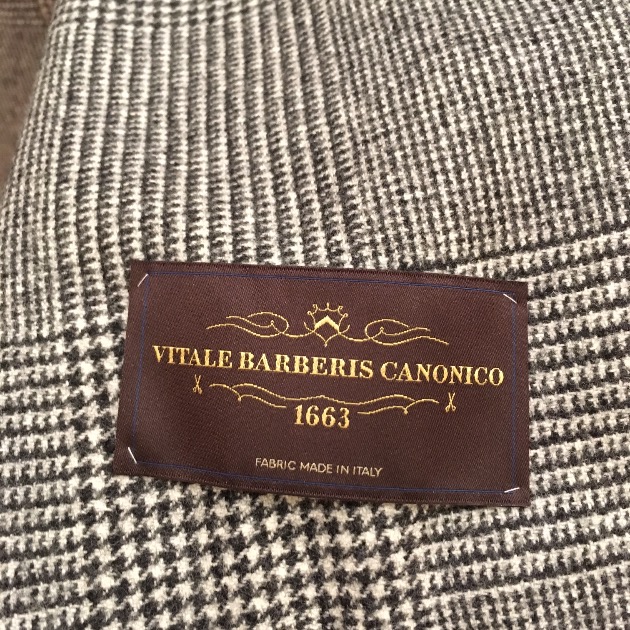 VITALE BARBERIS CANONICO
1663
FABRIC MADE IN ITALY